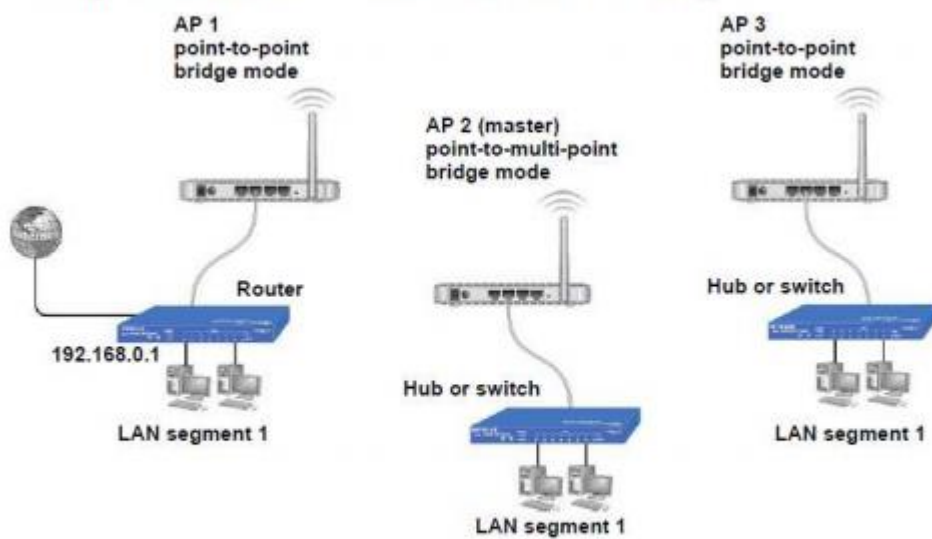 AP 1
point-to-point
bridge mode
AP 3
point-to-point
bridge mode
AP 2 (master)
point-to-multi-point
bridge mode
Router
192.168.0.1
LAN segment 1
Hub or switch
LAN segment 1
Hub or switch
LAN segment 1